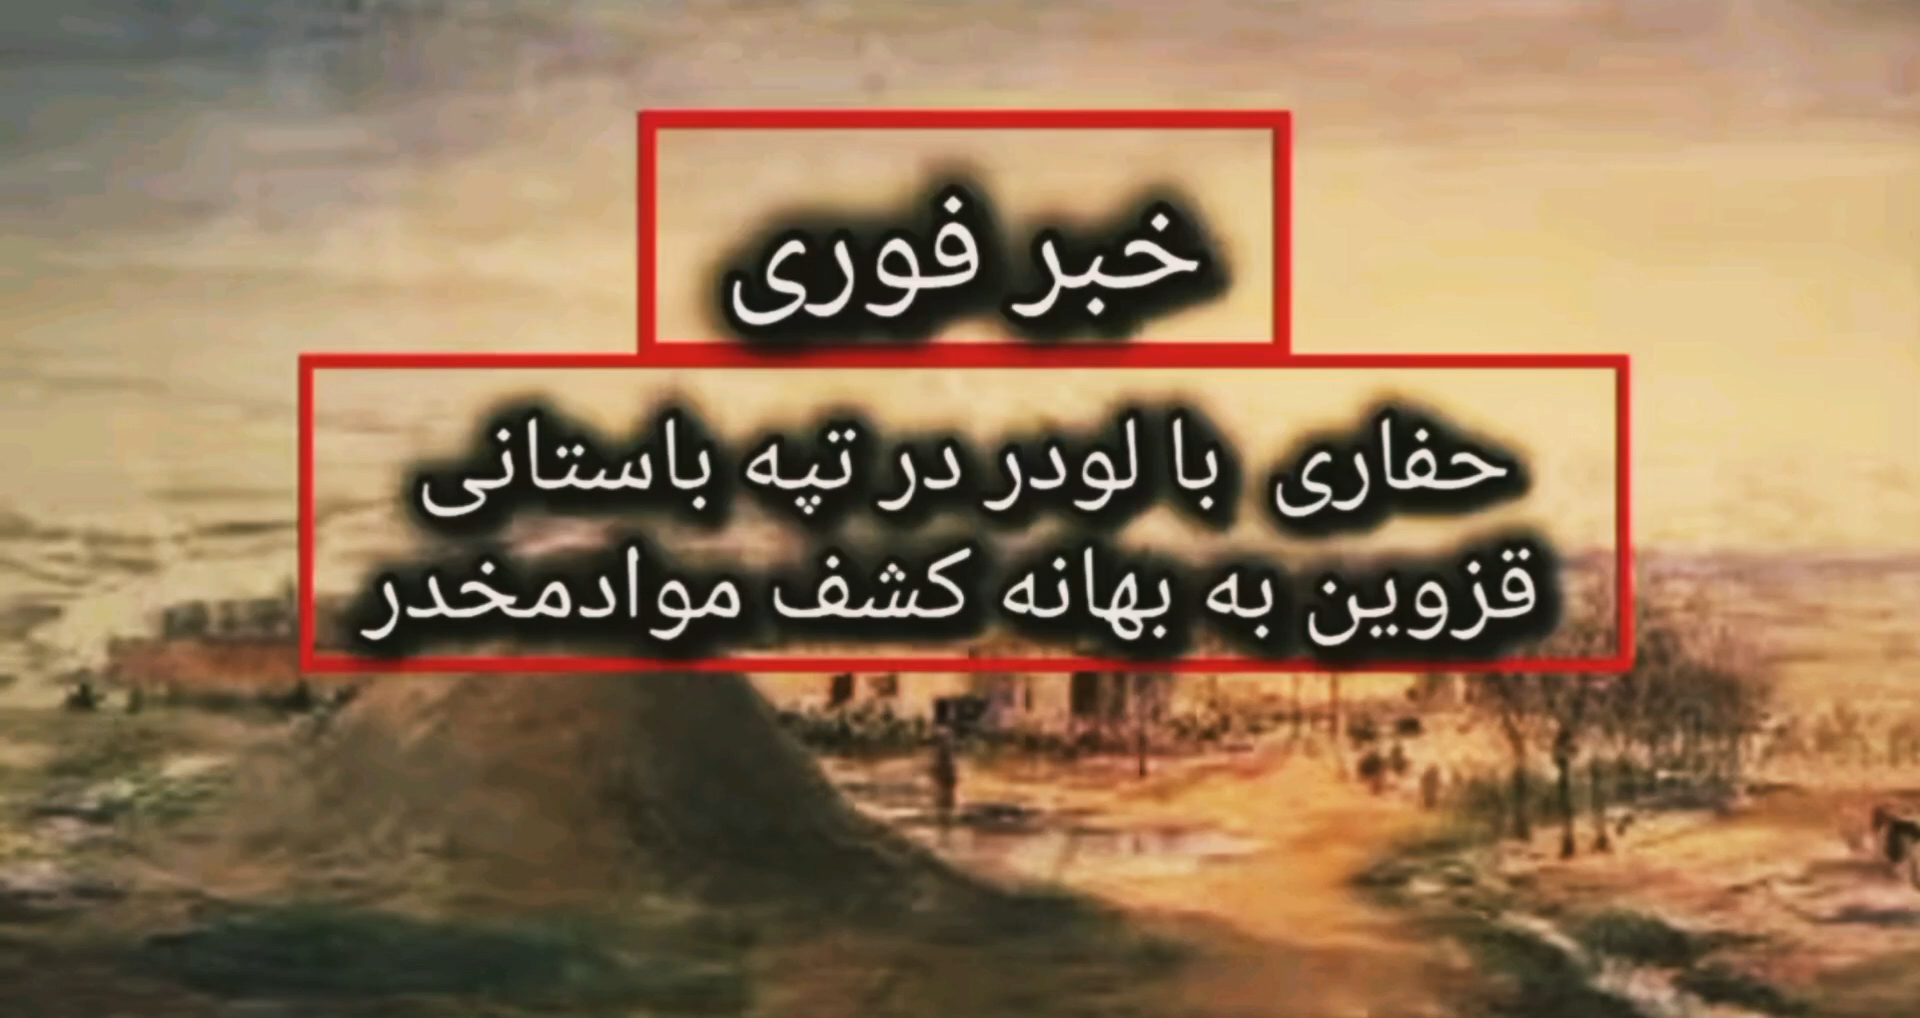 خبر فوری
حفاری با لودر در تپه باستانی
قزوین به بهانه کشف موادمخدر